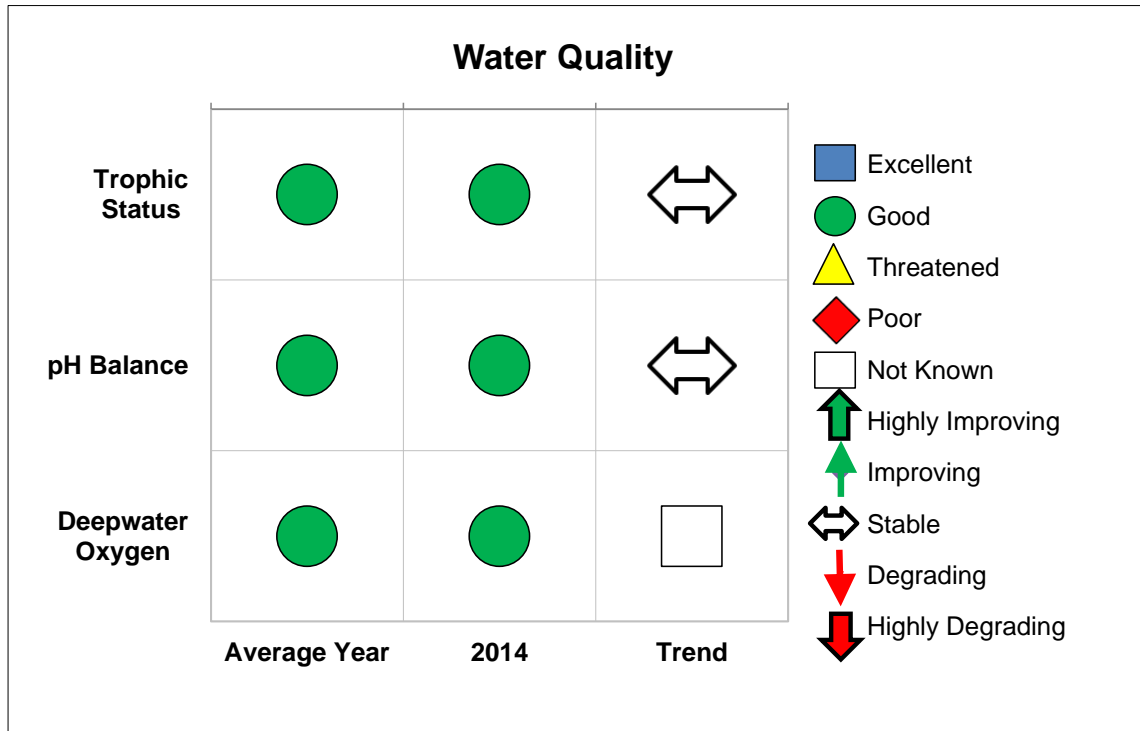 Water Quality
Trophic
Status
pH Balance
Deepwater
Oxygen
Average Year
2014
Trend
Excellent
Good
Threatened
Poor
Not Known
Highly Improving
Improving
Stable
Degrading
Highly Degrading